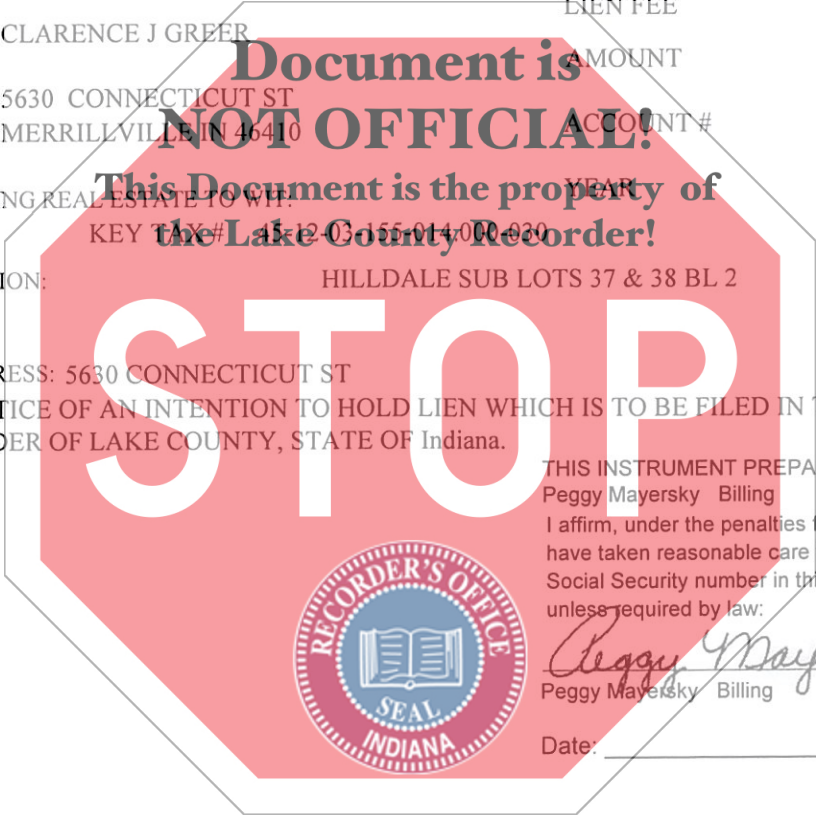 LIEN FEE
CLARENCE J GREER
Document is
AMOUNT
5630 CONNECTICUT ST
NOT OFFICIAL!
ACCOUNT #
MERRILLVILLE IN 46410
This Document is the property of
YEAR
NG REAL ESTATE TO WIT:
the Lake County Recorder!
KEY TAX # 45-12-03-155-014.000-030
ION: HILLDALE SUB LOTS 37 & 38 BL 2
STOP
RESS: 5630 CONNECTICUT ST
TICE OF AN INTENTION TO HOLD LIEN WHICH IS TO BE FILED IN
DER OF LAKE COUNTY, STATE OF Indiana.
THIS INSTRUMENT PREPA
Peggy Mayersky Billing
I affirm, under the penalties f
have taken reasonable care
Social Security number in thi
unless required by law:
Peggy May
Peggy Mayersky Billing
Date:
RECORDER'S OFFICE
SEAL
INDIANA